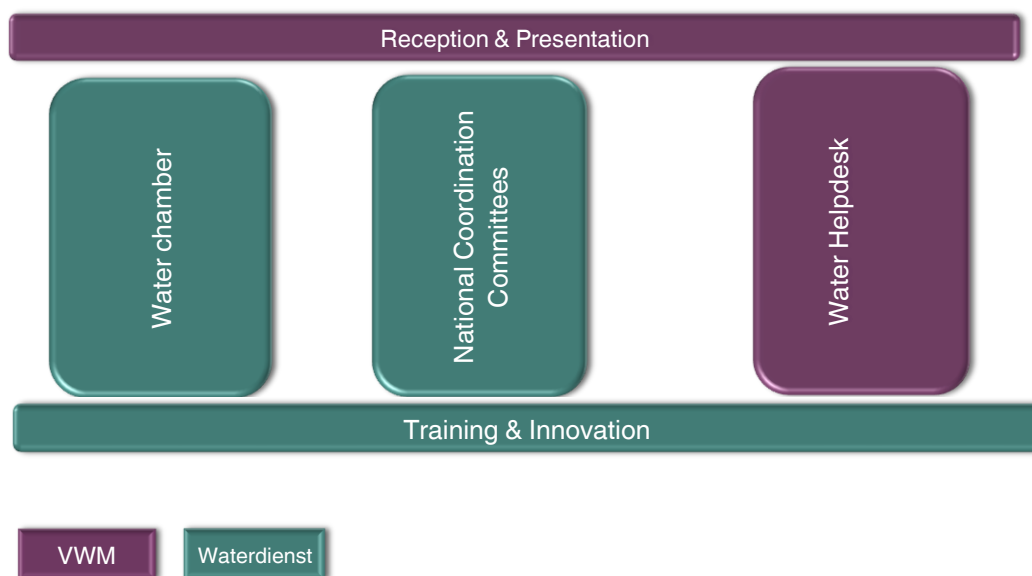 Reception & Presentation
Water chamber
National Coordination
Committees
Water Helpdesk
Training & Innovation
VWM
Waterdienst